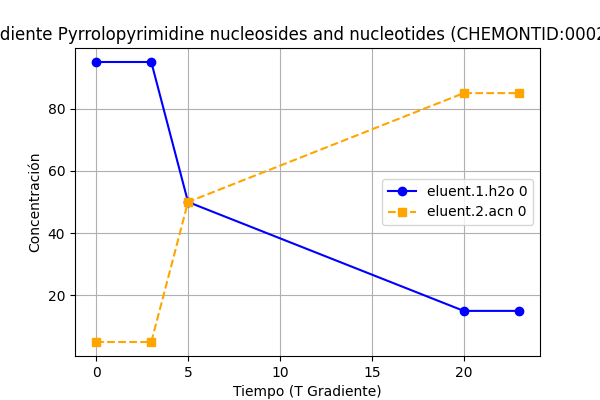 diente Pyrrolopyrimidine nucleosides and nucleotides (CHEMONTID:0002
Concentración
80
60
40
20
eluent.1.h2o 0
eluent.2.acn 0
0 5 10 15 20
Tiempo (T Gradiente)